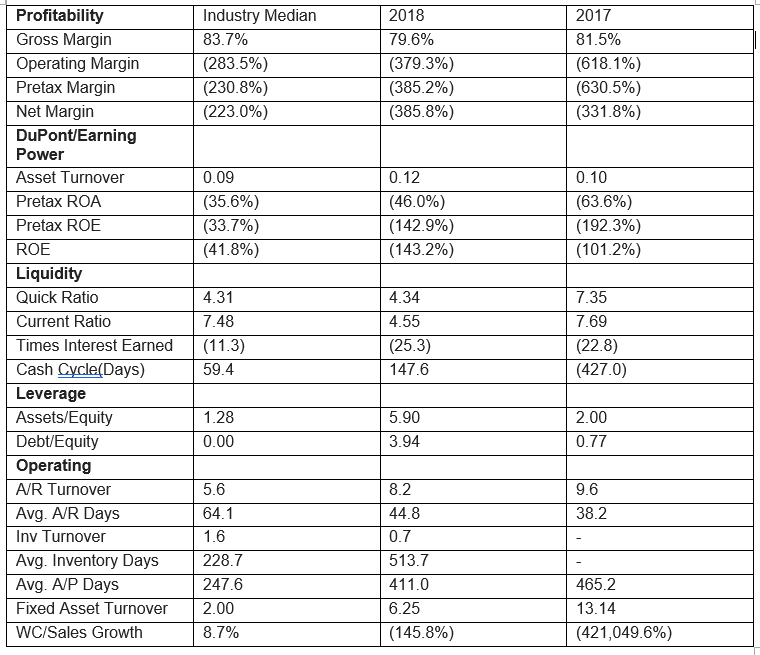 Profitability Industry Median 2018 2017
Gross Margin 83.7% 79.6% 81.5%
Operating Margin (283.5%) (379.3%) (618.1%)
Pretax Margin (230.8%) (385.2%) (630.5%)
Net Margin (223.0%) (385.8%) (331.8%)
DuPont/Earning
Power
Asset Turnover 0.09 0.12 0.10
Pretax ROA (35.6%) (46.0%) (63.6%)
Pretax ROE (33.7%) (142.9%) (192.3%)
ROE (41.8%) (143.2%) (101.2%)
Liquidity
Quick Ratio 4.31 4.34 7.35
Current Ratio 7.48 4.55 7.69
Times Interest Earned (11.3) (25.3) (22.8)
Cash Cycle(Days) 59.4 147.6 (427.0)
Leverage
Assets/Equity 1.28 5.90 2.00
Debt/Equity 0.00 3.94 0.77
Operating
A/R Turnover 5.6 8.2 9.6
Avg. A/R Days 64.1 44.8 38.2
Inv Turnover 1.6 0.7 -
Avg. Inventory Days 228.7 513.7 -
Avg. A/P Days 247.6 411.0 465.2
Fixed Asset Turnover 2.00 6.25 13.14
WC/Sales Growth 8.7% (145.8%) (421,049.6%)